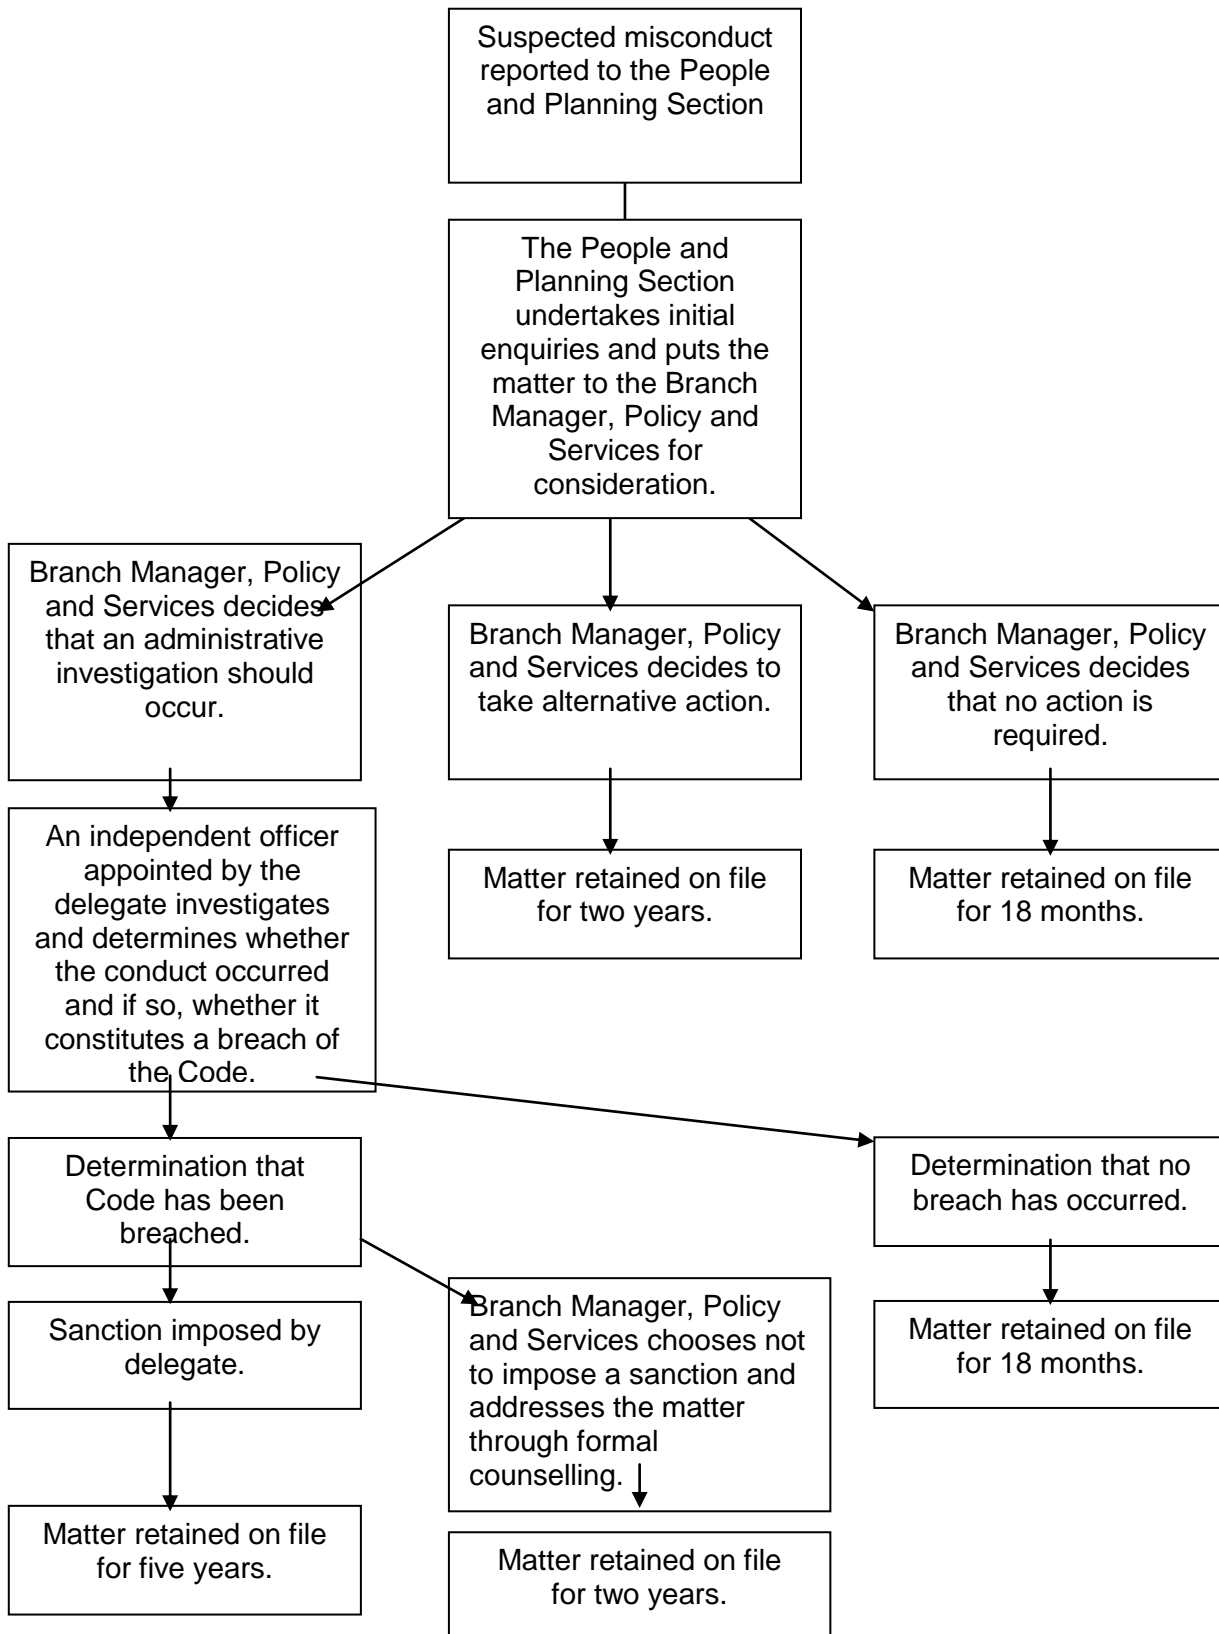 Suspected misconduct
reported to the People
and Planning Section
The People and
Planning Section
undertakes initial
enquiries and puts the
matter to the Branch
Manager, Policy and
Services for
consideration.
Branch Manager, Policy
and Services decides
that an administrative
investigation should
occur.
Branch Manager, Policy
and Services decides to
take alternative action.
Branch Manager, Policy
and Services decides
that no action is
required.
An independent officer
appointed by the
delegate investigates
and determines whether
the conduct occurred
and if so, whether it
constitutes a breach of
the Code.
Matter retained on file
for two years.
Matter retained on file
for 18 months.
Determination that
Code has been
breached.
Determination that no
breach has occurred.
Sanction imposed by
delegate.
Branch Manager, Policy
and Services chooses not
to impose a sanction and
addresses the matter
through formal
counselling.
Matter retained on file
for 18 months.
Matter retained on file
for five years.
Matter retained on file
for two years.